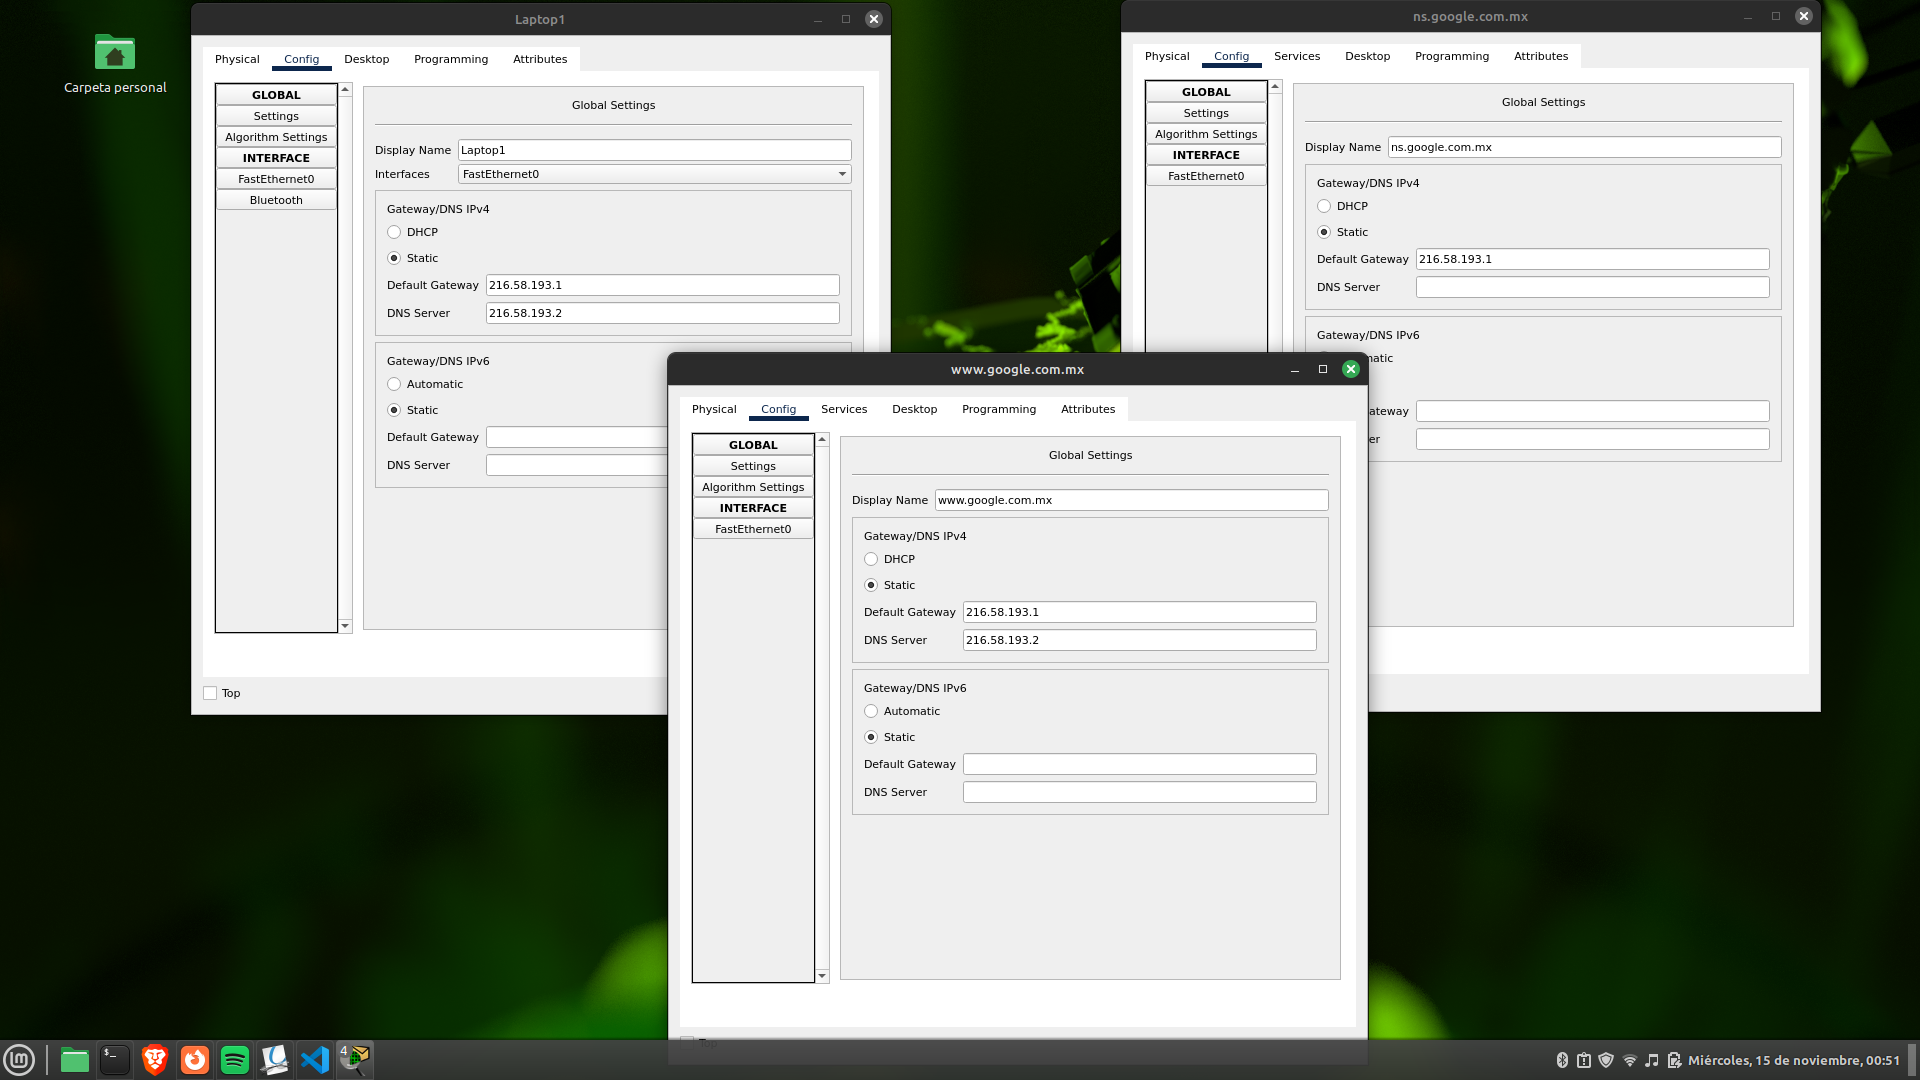 Carpeta personal
Laptop1
Physical Config Desktop Programming Attributes
GLOBAL
Settings
Algorithm Settings
INTERFACE
FastEthernet0
Bluetooth
Global Settings
Display Name Laptop1
Interfaces FastEthernet0
Gateway/DNS IPv4
DHCP
Static
Default Gateway 216.58.193.1
DNS Server 216.58.193.2
Gateway/DNS IPv6
Automatic
Static
Default Gateway
DNS Server
Top
ns.google.com.mx
Physical Config Services Desktop Programming Attributes
GLOBAL
Settings
Algorithm Settings
INTERFACE
FastEthernet0
Global Settings
Display Name ns.google.com.mx
Gateway/DNS IPv4
DHCP
Static
Default Gateway 216.58.193.1
DNS Server
Gateway/DNS IPv6
matic
ateway
er
www.google.com.mx
Physical Config Services Desktop Programming Attributes
GLOBAL
Settings
Algorithm Settings
INTERFACE
FastEthernet0
Global Settings
Display Name www.google.com.mx
Gateway/DNS IPv4
DHCP
Static
Default Gateway 216.58.193.1
DNS Server 216.58.193.2
Gateway/DNS IPv6
Automatic
Static
Default Gateway
DNS Server
Top
4
Miércoles, 15 de noviembre, 00:51